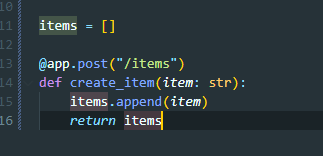 10
11 items = []
12
13 @app.post("/items")
14 def create_item(item: str):
15     items.append(item)
16     return items